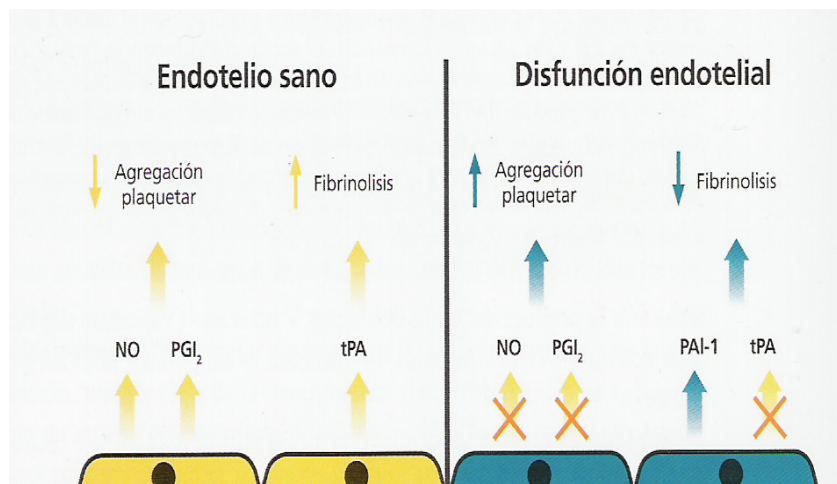 Endotelio sano
Disfunción endotelial
Agregación
plaquetar
Fibrinolisis
Agregación
plaquetar
Fibrinolisis
NO
PGI₂
tPA
NO
PGI₂
PAI-1
tPA